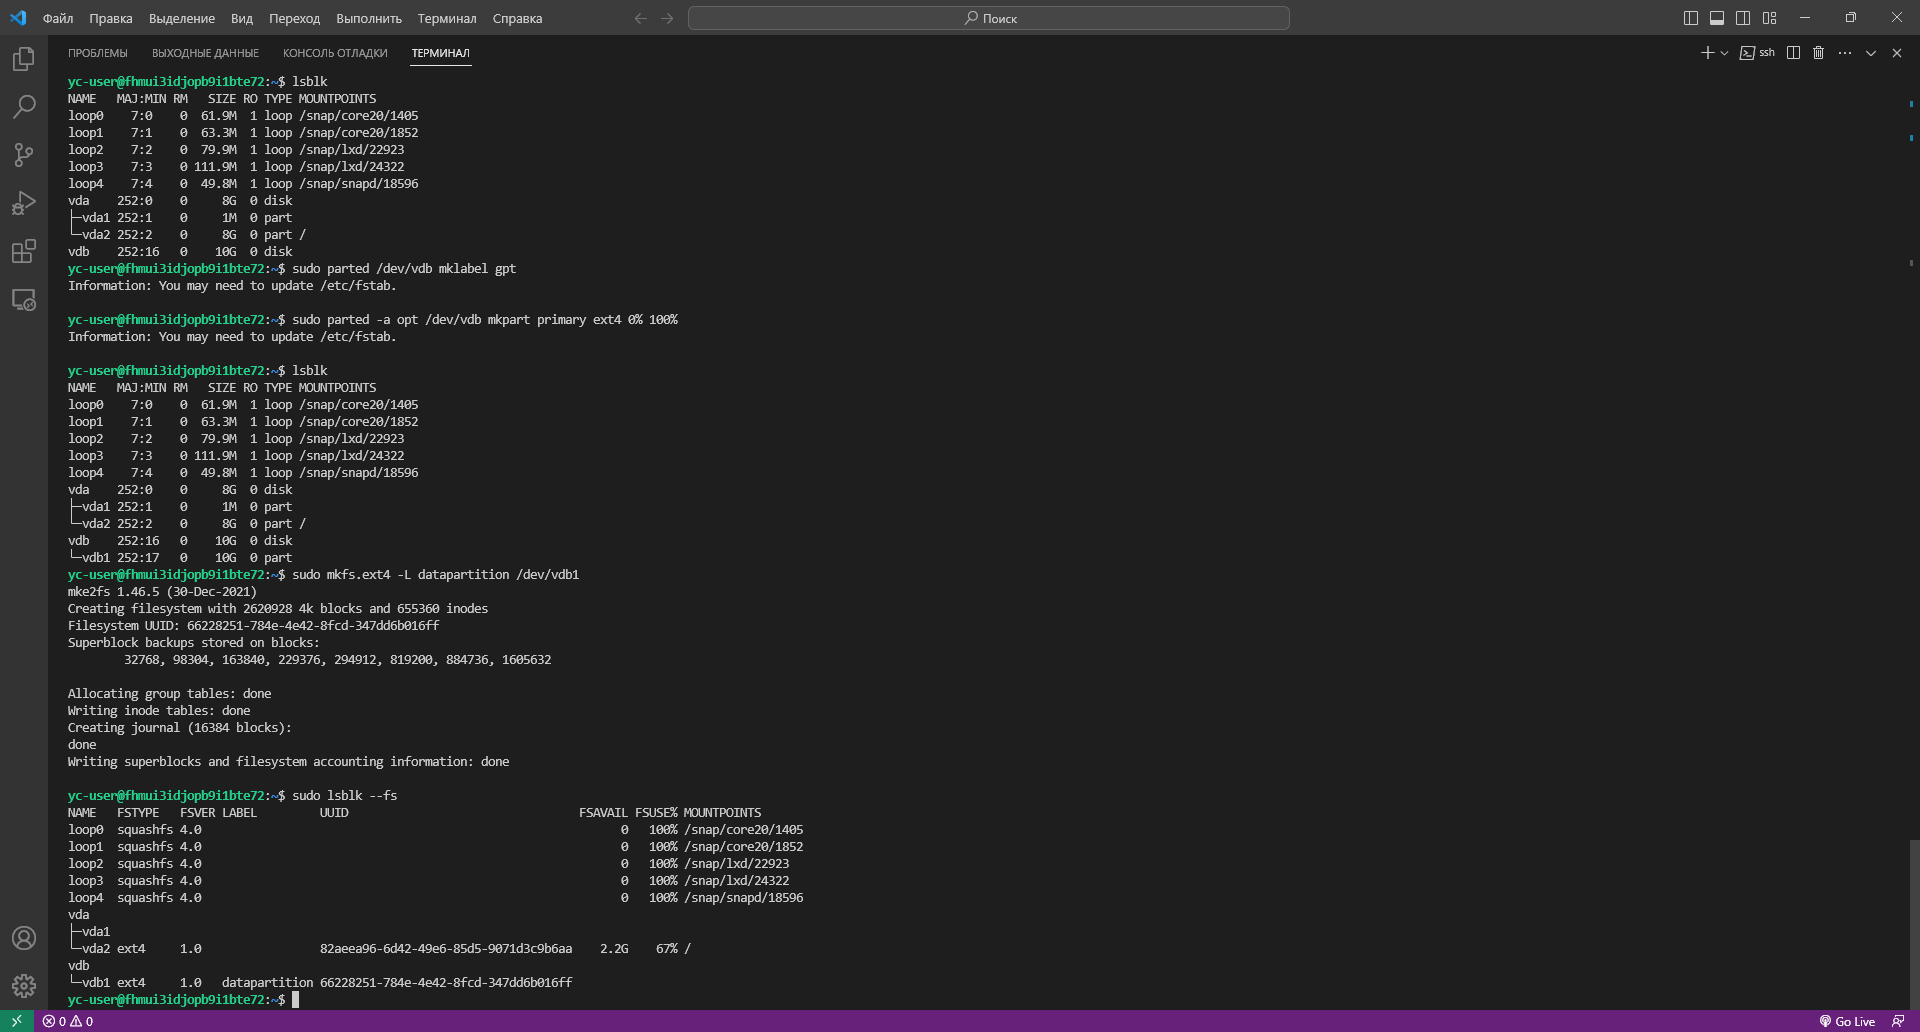 Файл Правка Выделение Вид Переход Выполнить Терминал Справка Поиск
ПРОБЛЕМЫ ВЫХОДНЫЕ ДАННЫЕ КОНСОЛЬ ОТЛАДКИ ТЕРМИНАЛ ssh
yc-user@fhmui3idjopb9i1bte72:~$ lsblk
NAME   MAJ:MIN RM   SIZE RO TYPE MOUNTPOINTS
loop0    7:0    0  61.9M  1 loop /snap/core20/1405
loop1    7:1    0  63.3M  1 loop /snap/core20/1852
loop2    7:2    0  79.9M  1 loop /snap/lxd/22923
loop3    7:3    0 111.9M  1 loop /snap/lxd/24322
loop4    7:4    0  49.8M  1 loop /snap/snapd/18596
vda    252:0    0     8G  0 disk
├─vda1 252:1    0     1M  0 part
└─vda2 252:2    0     8G  0 part /
vdb    252:16   0    10G  0 disk
yc-user@fhmui3idjopb9i1bte72:~$ sudo parted /dev/vdb mklabel gpt
Information: You may need to update /etc/fstab.
yc-user@fhmui3idjopb9i1bte72:~$ sudo parted -a opt /dev/vdb mkpart primary ext4 0% 100%
Information: You may need to update /etc/fstab.
yc-user@fhmui3idjopb9i1bte72:~$ lsblk
NAME   MAJ:MIN RM   SIZE RO TYPE MOUNTPOINTS
loop0    7:0    0  61.9M  1 loop /snap/core20/1405
loop1    7:1    0  63.3M  1 loop /snap/core20/1852
loop2    7:2    0  79.9M  1 loop /snap/lxd/22923
loop3    7:3    0 111.9M  1 loop /snap/lxd/24322
loop4    7:4    0  49.8M  1 loop /snap/snapd/18596
vda    252:0    0     8G  0 disk
├─vda1 252:1    0     1M  0 part
└─vda2 252:2    0     8G  0 part /
vdb    252:16   0    10G  0 disk
└─vdb1 252:17   0    10G  0 part
yc-user@fhmui3idjopb9i1bte72:~$ sudo mkfs.ext4 -L datapartition /dev/vdb1
mke2fs 1.46.5 (30-Dec-2021)
Creating filesystem with 2620928 4k blocks and 655360 inodes
Filesystem UUID: 66228251-784e-4e42-8fcd-347dd6b016ff
Superblock backups stored on blocks:
        32768, 98304, 163840, 229376, 294912, 819200, 884736, 1605632
Allocating group tables: done
Writing inode tables: done
Creating journal (16384 blocks):
done
Writing superblocks and filesystem accounting information: done
yc-user@fhmui3idjopb9i1bte72:~$ sudo lsblk --fs
NAME   FSTYPE   FSVER LABEL         UUID                                 FSAVAIL FSUSE% MOUNTPOINTS
loop0  squashfs 4.0                                                            0   100% /snap/core20/1405
loop1  squashfs 4.0                                                            0   100% /snap/core20/1852
loop2  squashfs 4.0                                                            0   100% /snap/lxd/22923
loop3  squashfs 4.0                                                            0   100% /snap/lxd/24322
loop4  squashfs 4.0                                                            0   100% /snap/snapd/18596
vda
├─vda1
└─vda2 ext4     1.0                 82aeea96-6d42-49e6-85d5-9071d3c9b6aa    2.2G    67% /
vdb
└─vdb1 ext4     1.0   datapartition 66228251-784e-4e42-8fcd-347dd6b016ff
yc-user@fhmui3idjopb9i1bte72:~$
0 0 Go Live